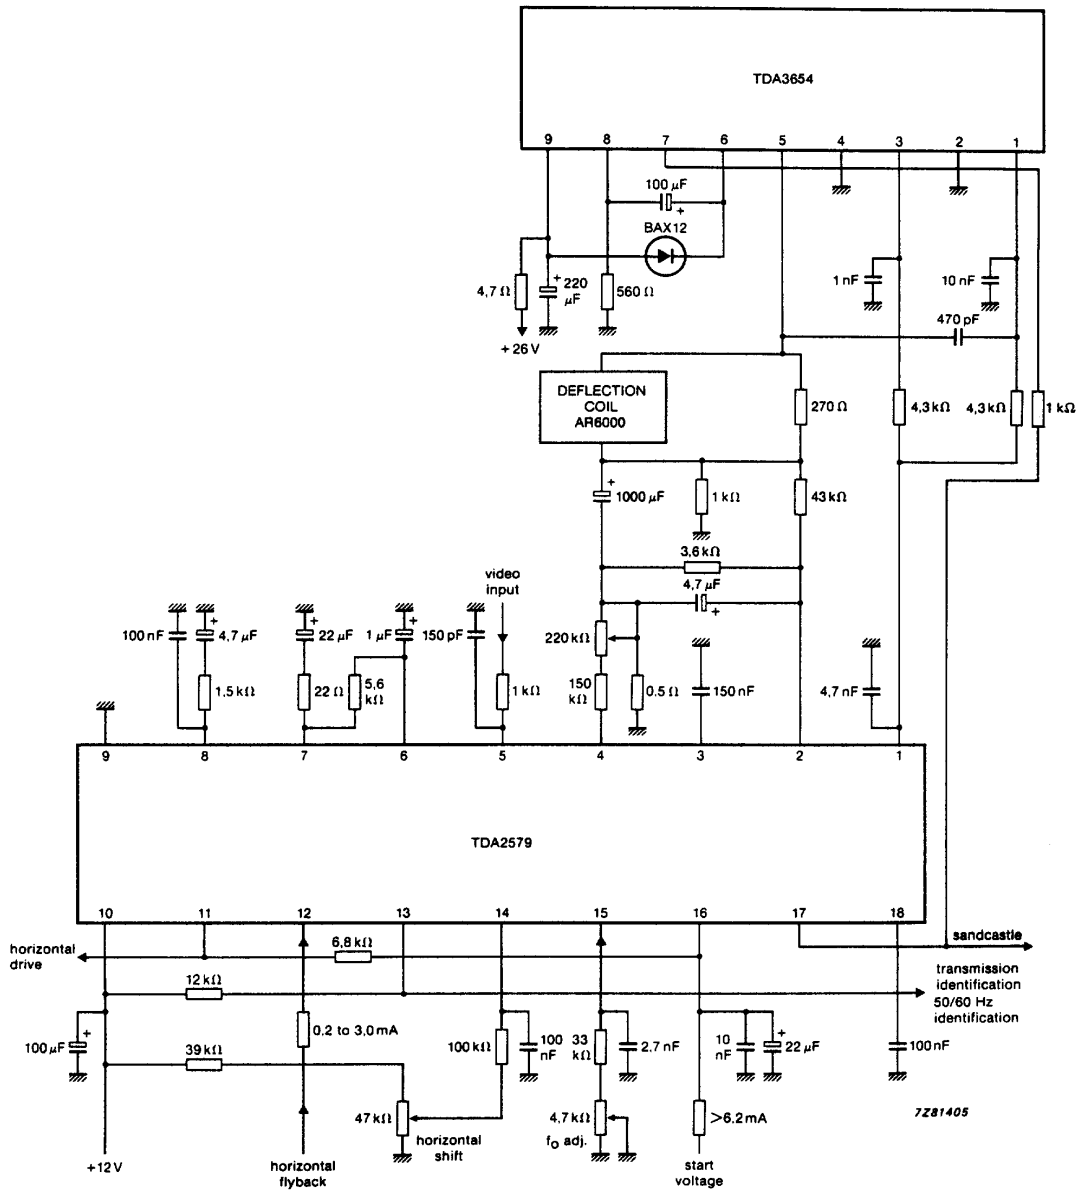 TDA3654
9 8 7 6 5 4 3 2 1
100 µF
+
BAX12
4,7 Ω
+
220
µF
560 Ω
1 nF
10 nF
+ 26 V
470 pF
DEFLECTION
COIL
AR6000
270 Ω
4,3 kΩ
4,3 kΩ
1 kΩ
+
1000 µF
1 kΩ
43 kΩ
3,6 kΩ
video
input
4,7 µF
+
100 nF
+
4,7 µF
+
22 µF
1 µF
+
150 pF
220 kΩ
1,5 kΩ
22 Ω
5,6
kΩ
1 kΩ
150
kΩ
0.5 Ω
150 nF
4,7 nF
9 8 7 6 5 4 3 2 1
TDA2579
10 11 12 13 14 15 16 17 18
horizontal
drive
6,8 kΩ
sandcastle
12 kΩ
transmission
identification
50/60 Hz
identification
+
100 µF
0.2 to 3,0 mA
39 kΩ
100 kΩ
100
nF
33
kΩ
2.7 nF
10
nF
+
22 µF
100 nF
47 kΩ
horizontal
shift
4,7 kΩ
fo adj.
>6.2 mA
7Z81405
+12 V
horizontal
flyback
start
voltage